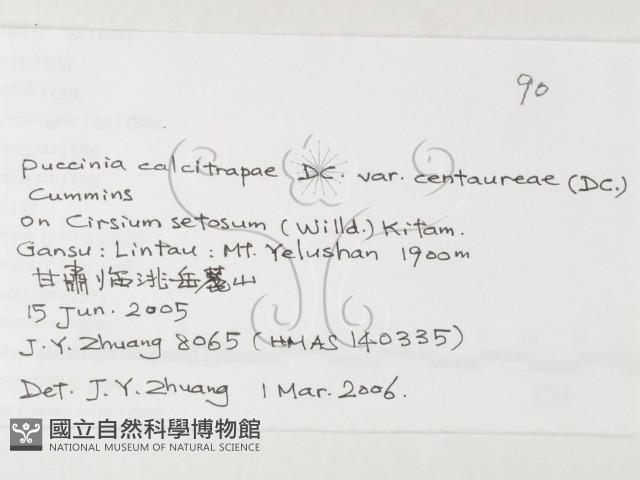 90
Puccinia calcitrapae DC. var. centaureae (DC.)
Cummins
on Cirsium setosum (Willd.) Kitam.
Gansu : Lintau : Mt. Yelushan 1900m
甘肅临洮岳麓山
15 Jun. 2005
J. Y. Zhuang 8065 (HMAS 140335)
Det. J. Y. Zhuang 1 Mar. 2006.
國立自然科學博物館
NATIONAL MUSEUM OF NATURAL SCIENCE